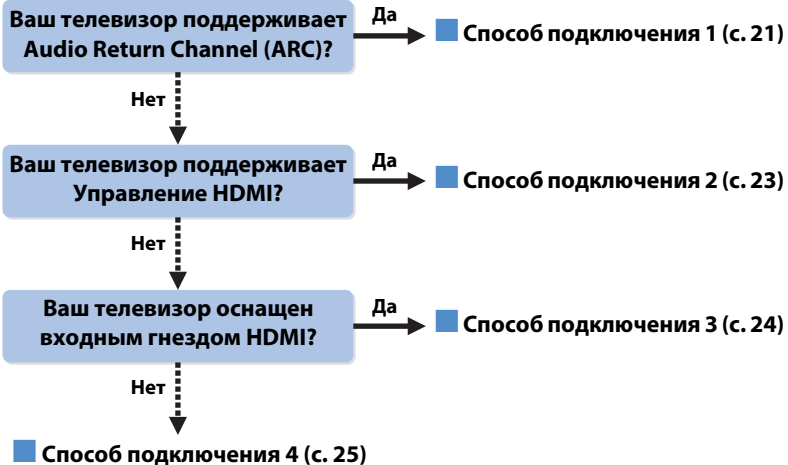 Ваш телевизор поддерживает
Audio Return Channel (ARC)?
Да
Способ подключения 1 (с. 21)
Нет
Ваш телевизор поддерживает
Управление HDMI?
Да
Способ подключения 2 (с. 23)
Нет
Ваш телевизор оснащен
входным гнездом HDMI?
Да
Способ подключения 3 (с. 24)
Нет
Способ подключения 4 (с. 25)